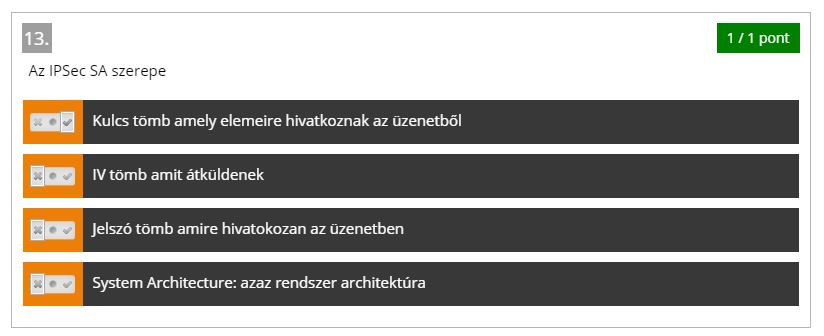 13.
1 / 1 pont
Az IPSec SA szerepe
Kulcs tömb amely elemeire hivatkoznak az üzenetből
IV tömb amit átküldenek
Jelszó tömb amire hivatokozan az üzenetben
System Architecture: azaz rendszer architektúra